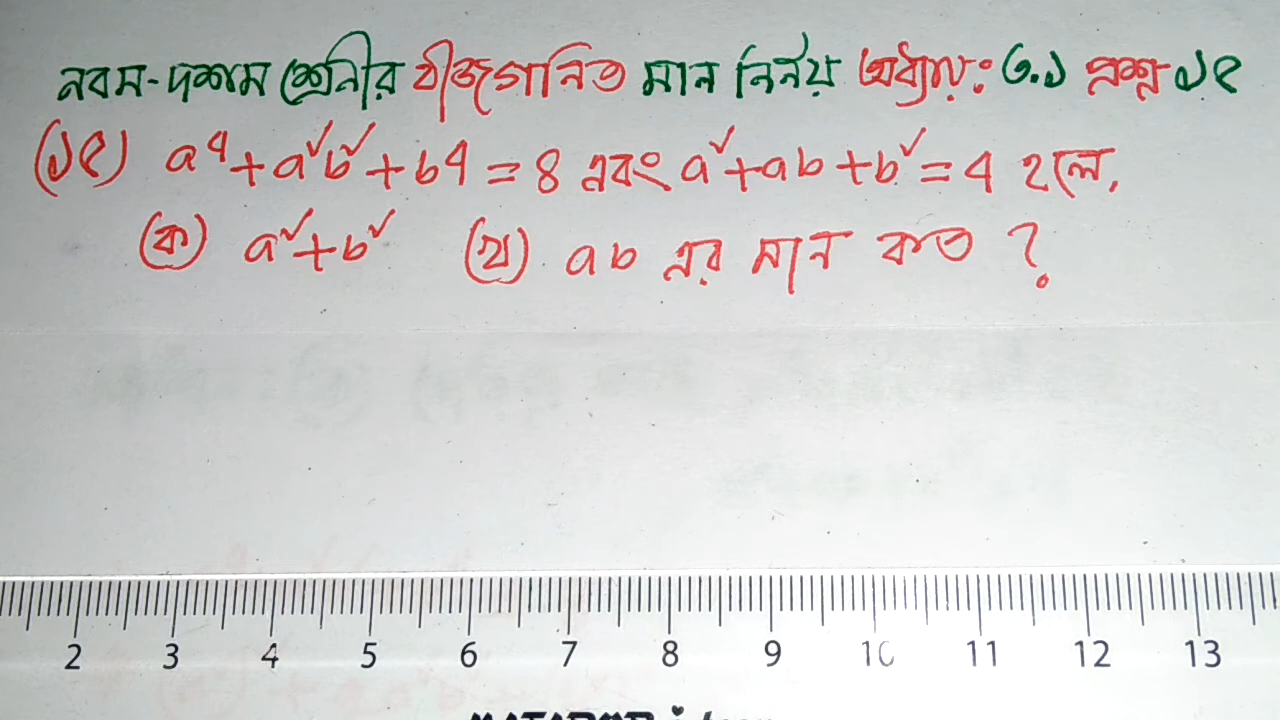 নবম-দশম শ্রেনীর বীজগনিত মান নির্নয় অধ্যায়: ৩.১ প্রশ্ন ১৫
(১৫) a⁴+a²b²+b4=8 এবং a²+ab+b²=4 হলে,
(ক) a²+b² (খ) ab এর মান কত ?
2 3 4 5 6 7 8 9 10 11 12 13